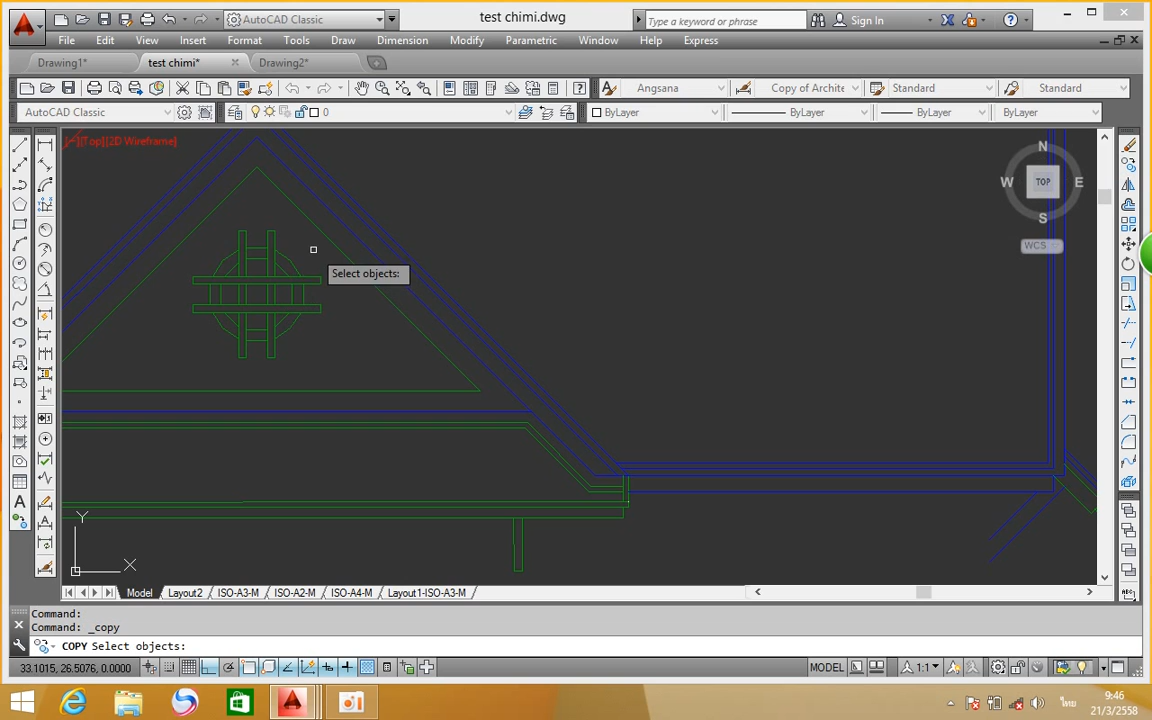 AutoCAD Classic
test chimi.dwg
Type a keyword or phrase
Sign In
File Edit View Insert Format Tools Draw Dimension Modify Parametric Window Help Express
Drawing1* test chimi* Drawing2*
Angsana Copy of Archite Standard Standard
AutoCAD Classic 0 ByLayer ByLayer ByLayer ByLayer
[−][Top][2D Wireframe]
N
W TOP E
S
WCS
Select objects:
Y
X
Model Layout2 ISO-A3-M ISO-A2-M ISO-A4-M Layout1-ISO-A3-M
Command:
Command: _copy
COPY Select objects:
33.1015, 26.5076, 0.0000 MODEL 1:1
ไทย 9:46
21/3/2558